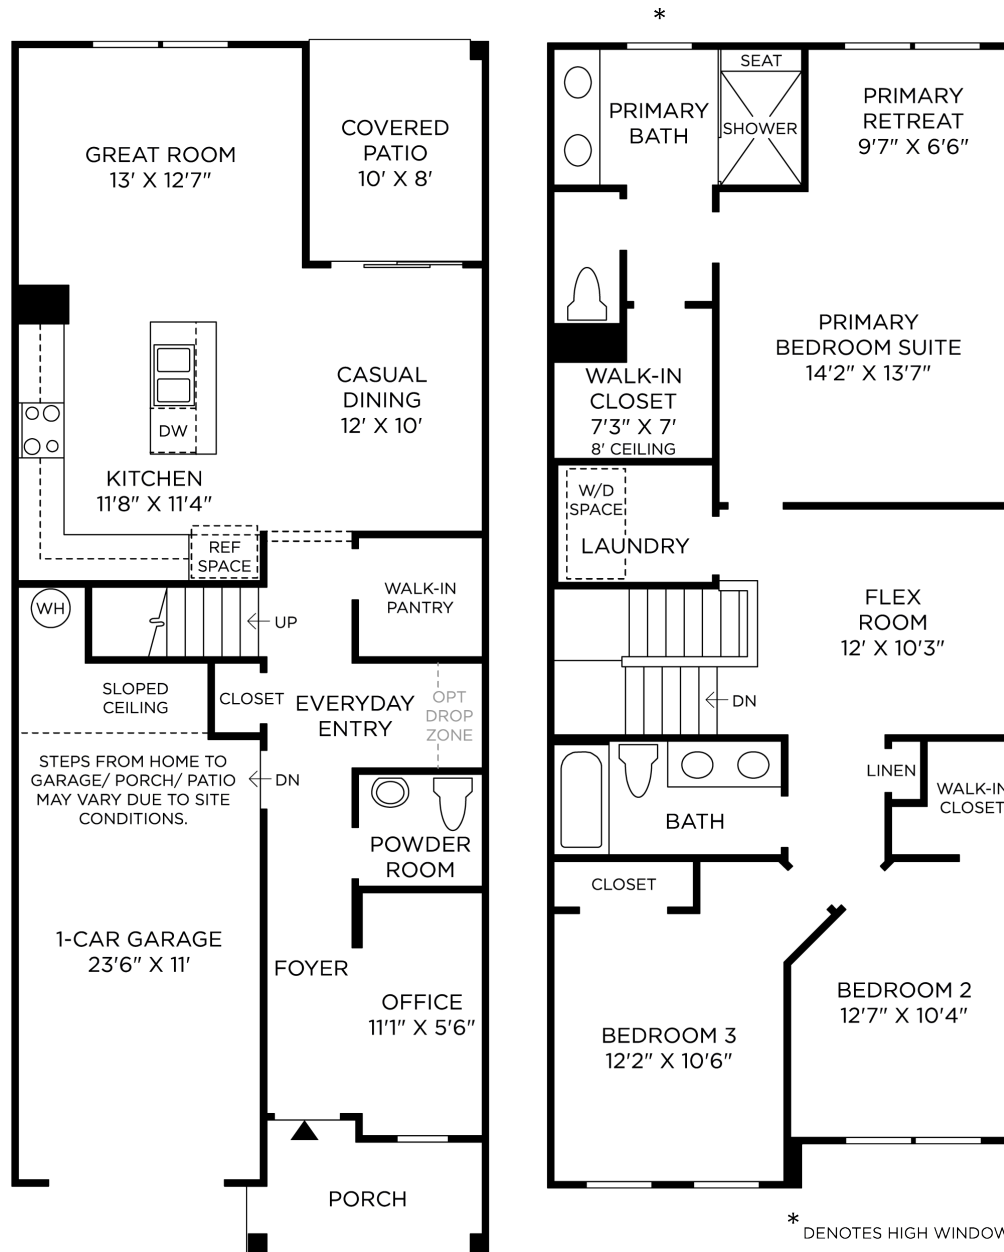 GREAT ROOM
13' X 12'7"
COVERED
PATIO
10' X 8'
CASUAL
DINING
12' X 10'
DW
KITCHEN
11'8" X 11'4"
REF
SPACE
WALK-IN
PANTRY
WH
UP
SLOPED
CEILING
CLOSET
EVERYDAY
ENTRY
OPT
DROP
ZONE
STEPS FROM HOME TO
GARAGE/ PORCH/ PATIO
MAY VARY DUE TO SITE
CONDITIONS.
DN
POWDER
ROOM
1-CAR GARAGE
23'6" X 11'
FOYER
OFFICE
11'1" X 5'6"
PORCH
*
SEAT
PRIMARY
BATH
SHOWER
PRIMARY
RETREAT
9'7" X 6'6"
PRIMARY
BEDROOM SUITE
14'2" X 13'7"
WALK-IN
CLOSET
7'3" X 7'
8' CEILING
W/D
SPACE
LAUNDRY
FLEX
ROOM
12' X 10'3"
DN
LINEN
WALK-IN
CLOSET
BATH
CLOSET
BEDROOM 2
12'7" X 10'4"
BEDROOM 3
12'2" X 10'6"
* DENOTES HIGH WINDOW